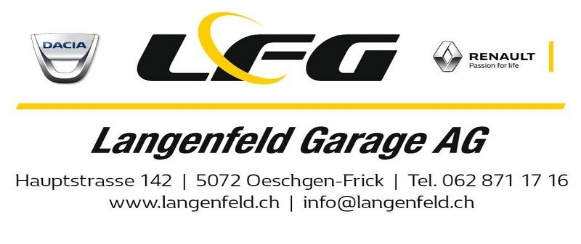 DACIA
LFG
RENAULT
Passion for life
Langenfeld Garage AG
Hauptstrasse 142 | 5072 Oeschgen-Frick | Tel. 062 871 17 16
www.langenfeld.ch | info@langenfeld.ch